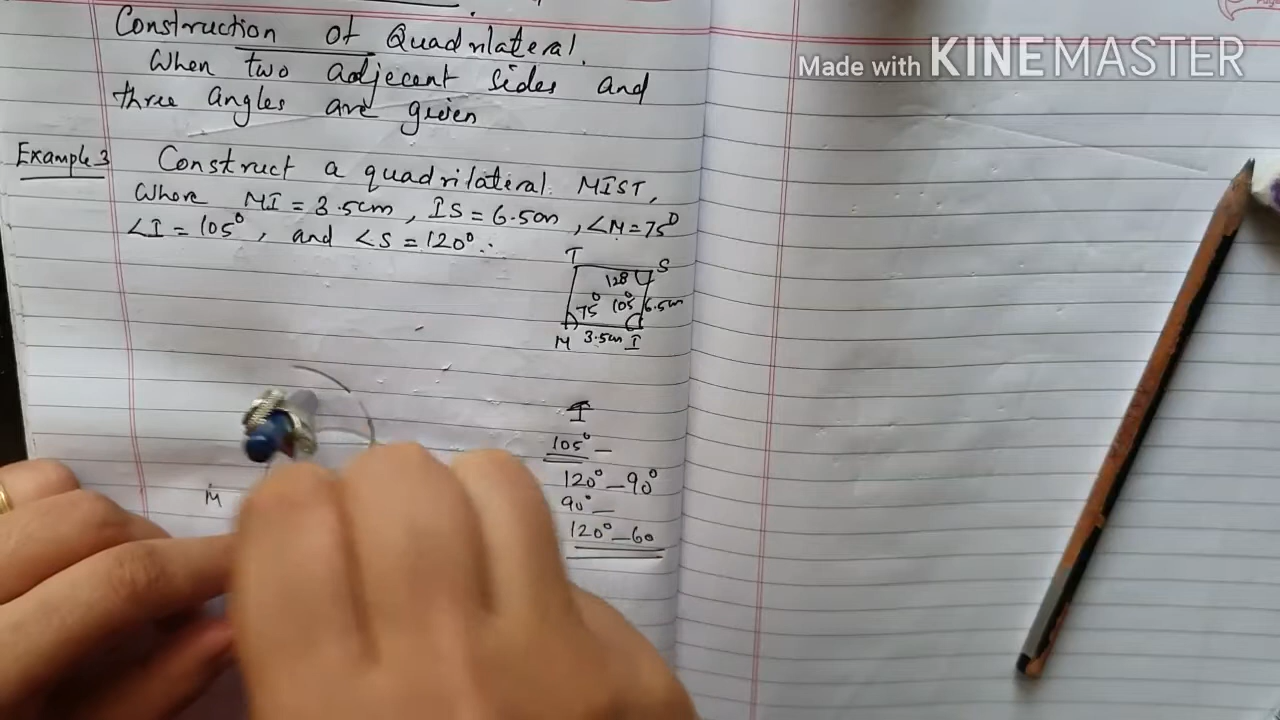 Construction of Quadrilateral.
When two adjecent sides and
three angles are given
Example 3 Construct a quadrilateral MIST,
Where MI = 3.5cm, IS = 6.5cm, ∠M = 75°
∠I = 105°, and ∠S = 120°.
T S
120
75° 105° 6.5cm
M 3.5cm I
I
105° –
120° – 90°
90° –
120° – 60
M
Made with KINEMASTER